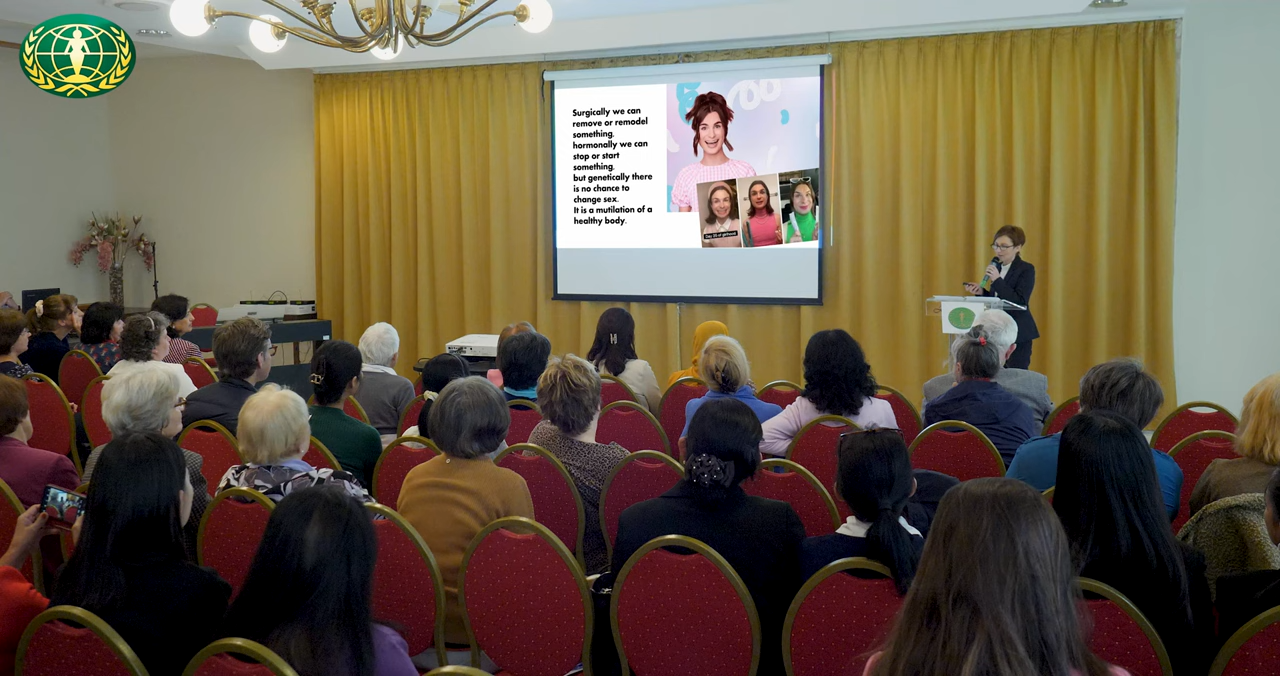 Surgically we can
remove or remodel
something.
hormonally we can
stop or start
something.
but genetically there
is no chance to
change sex.
It is a mutilation of a
healthy body.